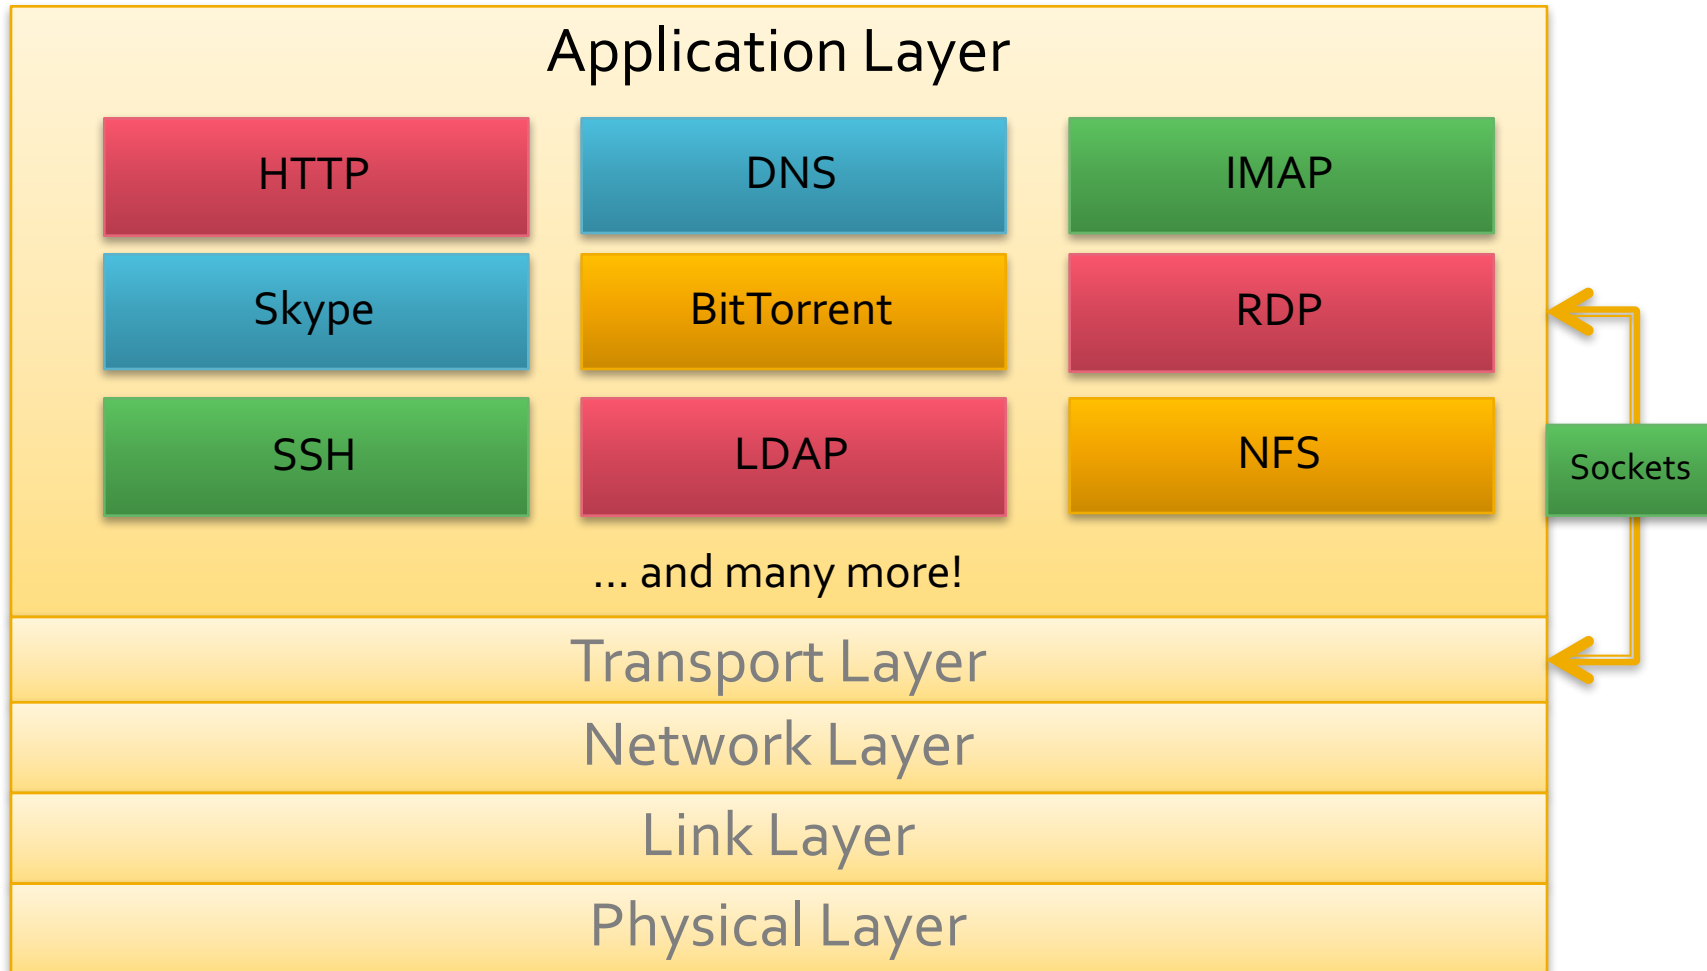 Application Layer
HTTP
DNS
IMAP
Skype
BitTorrent
RDP
SSH
LDAP
NFS
Sockets
... and many more!
Transport Layer
Network Layer
Link Layer
Physical Layer